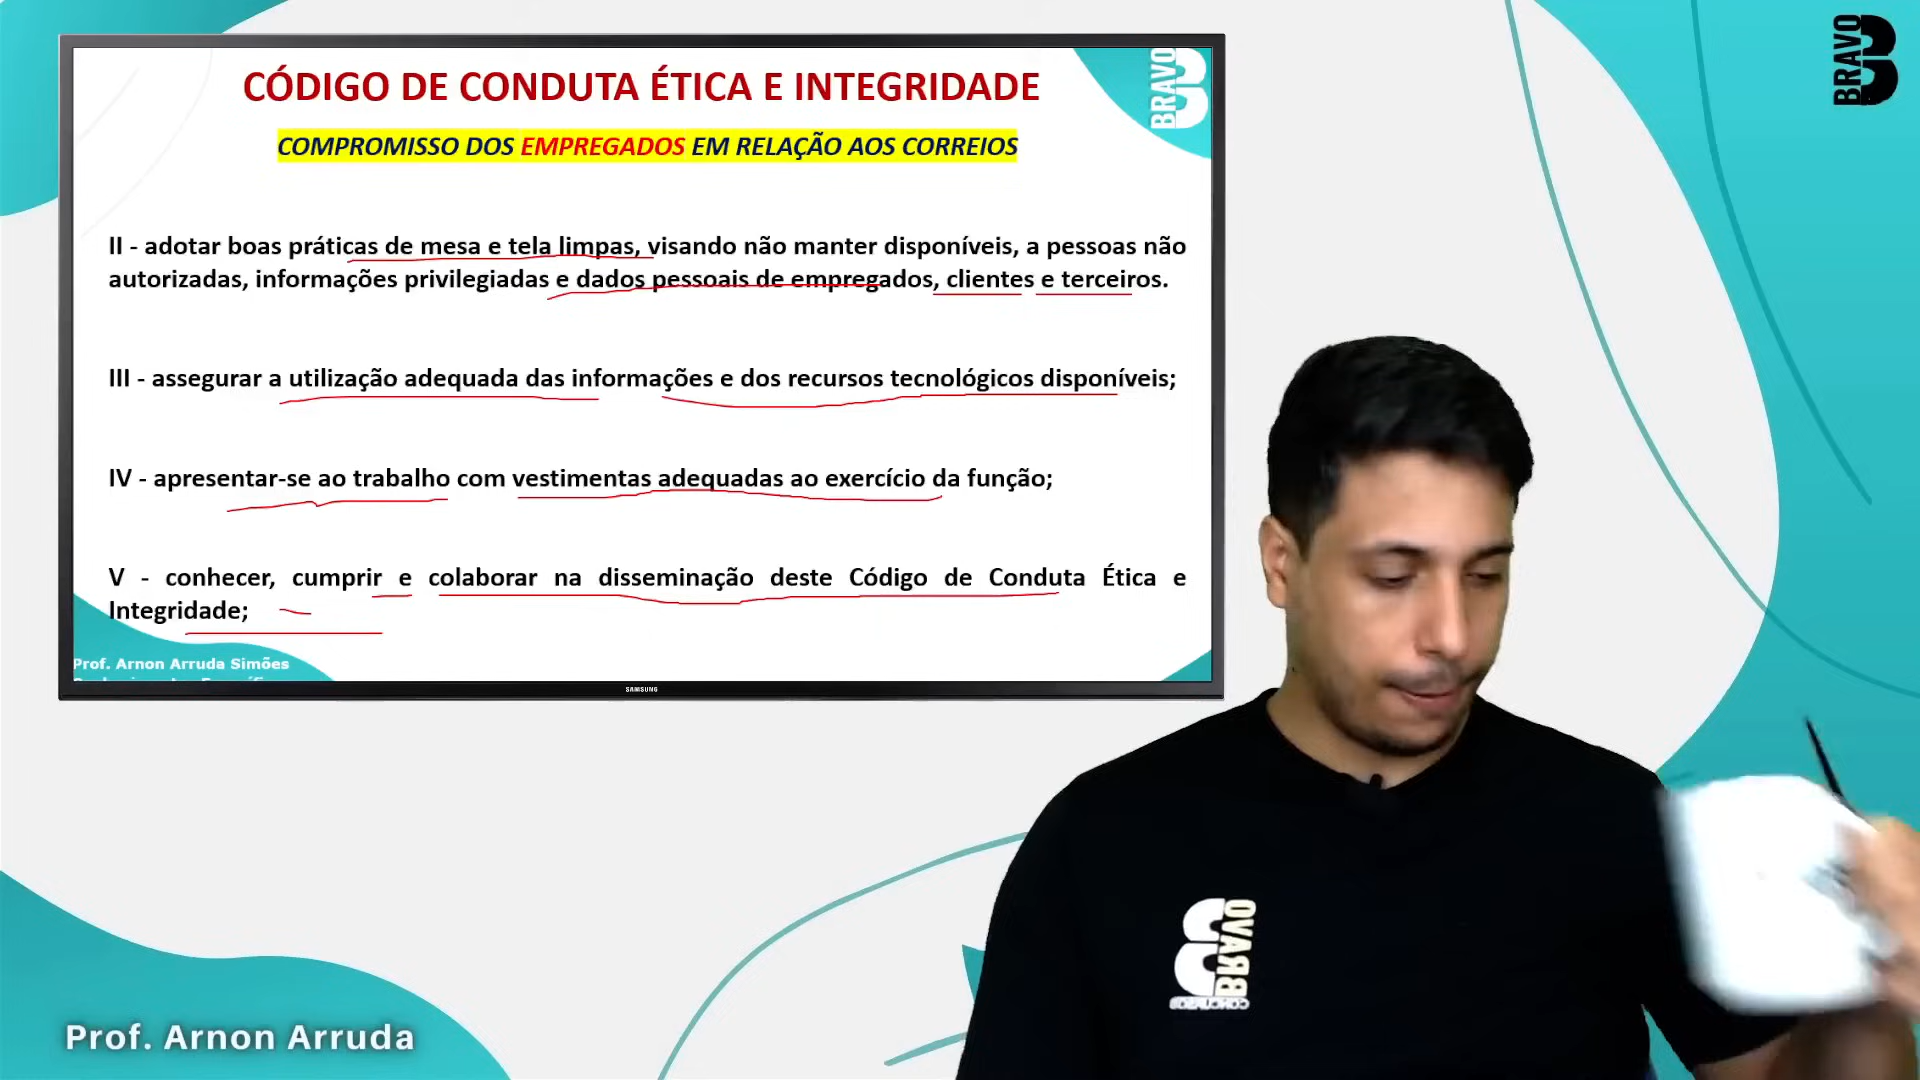 BRAVO
BRAVO
CÓDIGO DE CONDUTA ÉTICA E INTEGRIDADE
COMPROMISSO DOS EMPREGADOS EM RELAÇÃO AOS CORREIOS
II - adotar boas práticas de mesa e tela limpas, visando não manter disponíveis, a pessoas não
autorizadas, informações privilegiadas e dados pessoais de empregados, clientes e terceiros.
III - assegurar a utilização adequada das informações e dos recursos tecnológicos disponíveis;
IV - apresentar-se ao trabalho com vestimentas adequadas ao exercício da função;
V - conhecer, cumprir e colaborar na disseminação deste Código de Conduta Ética e
Integridade;
Prof. Arnon Arruda Simões
SAMSUNG
BRAVO
CONCURSOS
Prof. Arnon Arruda